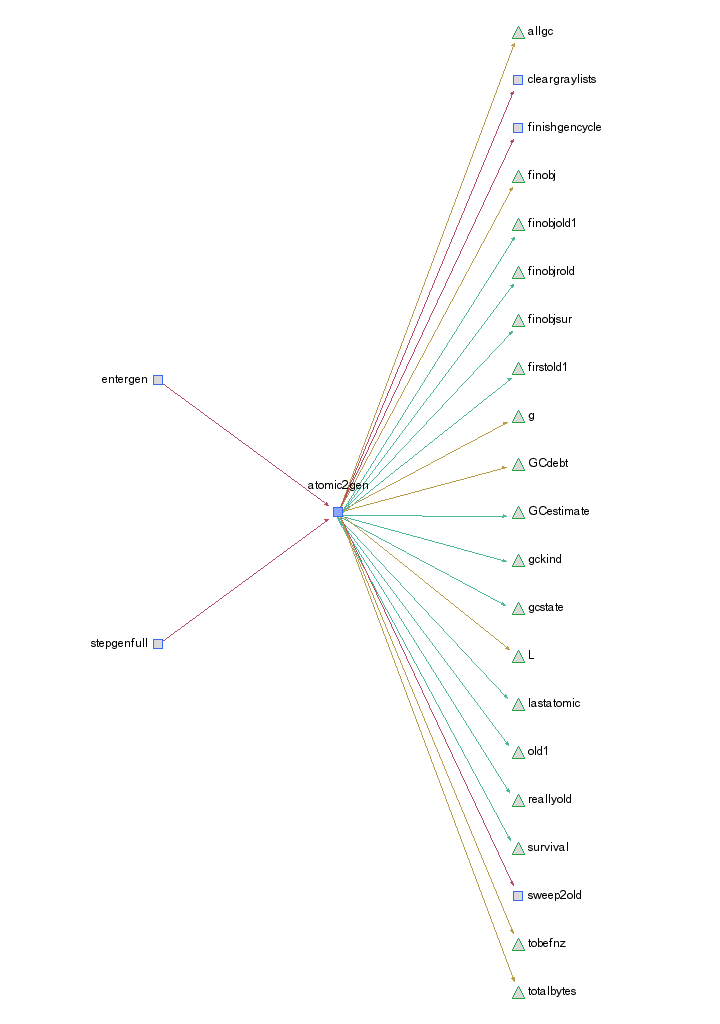 allgc
cleargraylists
finishgencycle
finobj
finobjold1
finobjrold
finobjsur
firstold1
entergen
g
GCdebt
atomic2gen
GCestimate
gckind
gcstate
stepgenfull
L
lastatomic
old1
reallyold
survival
sweep2old
tobefnz
totalbytes